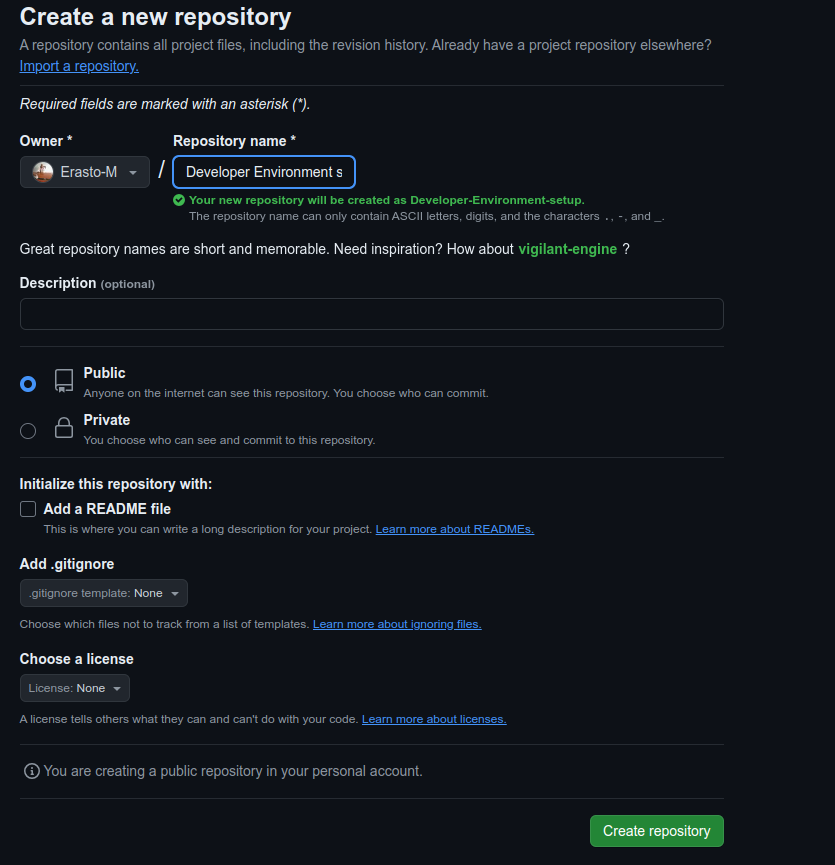 Create a new repository
A repository contains all project files, including the revision history. Already have a project repository elsewhere?
Import a repository.
Required fields are marked with an asterisk (*).
Owner * Repository name *
Erasto-M / Developer Environment s
Your new repository will be created as Developer-Environment-setup.
The repository name can only contain ASCII letters, digits, and the characters ., -, and _.
Great repository names are short and memorable. Need inspiration? How about vigilant-engine ?
Description (optional)
Public
Anyone on the internet can see this repository. You choose who can commit.
Private
You choose who can see and commit to this repository.
Initialize this repository with:
Add a README file
This is where you can write a long description for your project. Learn more about READMEs.
Add .gitignore
.gitignore template: None
Choose which files not to track from a list of templates. Learn more about ignoring files.
Choose a license
License: None
A license tells others what they can and can't do with your code. Learn more about licenses.
You are creating a public repository in your personal account.
Create repository